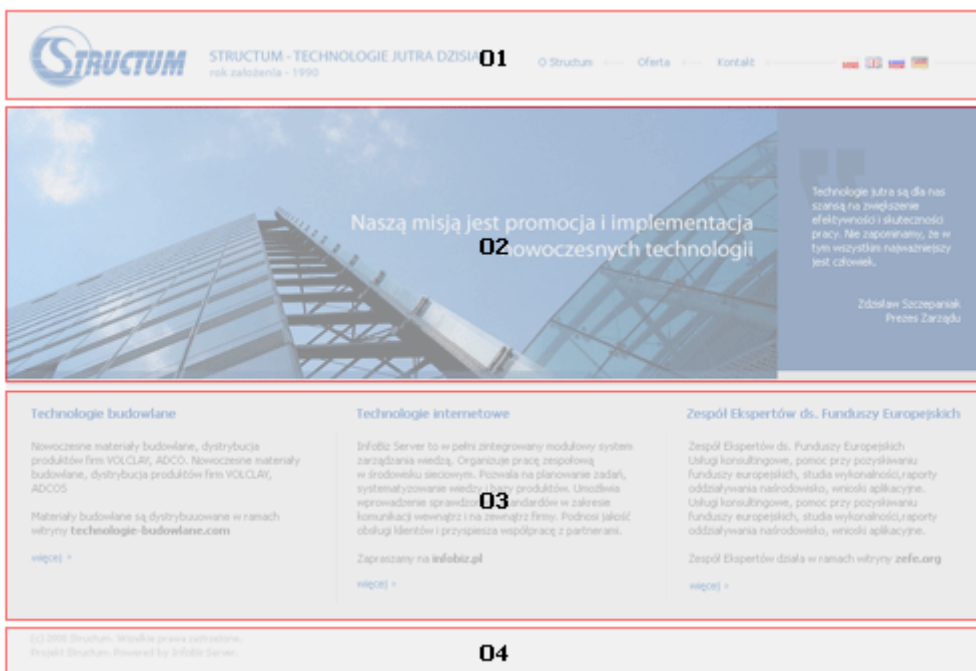 STRUCTUM
STRUCTUM - TECHNOLOGIE JUTRA DZISIA
rok założenia - 1990
01
O Structum
Oferta
Kontakt
Naszą misją jest promocja i implementacja
nowoczesnych technologii
02
Technologie jutra są dla nas
szansą na zwiększenie
efektywności i skuteczności
pracy. Nie zapominamy, że w
tym wszystkim najważniejszy
jest człowiek.
Zdzisław Szczepaniak
Prezes Zarządu
Technologie budowlane
Nowoczesne materiały budowlane, dystrybucja
produktów firm VOLCLAY, ADCO. Nowoczesne materiały
budowlane, dystrybucja produktów firm VOLCLAY,
ADCOS
Materiały budowlane są dystrybuuowane w ramach
witryny technologie-budowlane.com
więcej »
Technologie internetowe
InfoBiz Server to w pełni zintegrowany modułowy system
zarządzania wiedzą. Organizuje pracę zespołową
w środowisku sieciowym. Pozwala na planowanie zadań,
systematyzowanie wiedzy i bazy produktów. Umożliwia
wprowadzenie sprawdzonych standardów w zakresie
komunikacji wewnątrz i na zewnątrz firmy. Podnosi jakość
obsługi klientów i przyspiesza współpracę z partnerami.
Zapraszamy na infobiz.pl
więcej »
03
Zespół Ekspertów ds. Funduszy Europejskich
Zespół Ekspertów ds. Funduszy Europejskich
Usługi konsultingowe, pomoc przy pozyskiwaniu
funduszy europejskich, studia wykonalności,raporty
oddziaływania naśrodowisko, wnioski aplikacyjne.
Usługi konsultingowe, pomoc przy pozyskiwaniu
funduszy europejskich, studia wykonalności,raporty
oddziaływania naśrodowisko, wnioski aplikacyjne.
Zespół Ekspertów działa w ramach witryny zefe.org
więcej »
(c) 2008 Structum. Wszelkie prawa zastrzeżone.
Projekt Structum. Powered by InfoBiz Server.
04